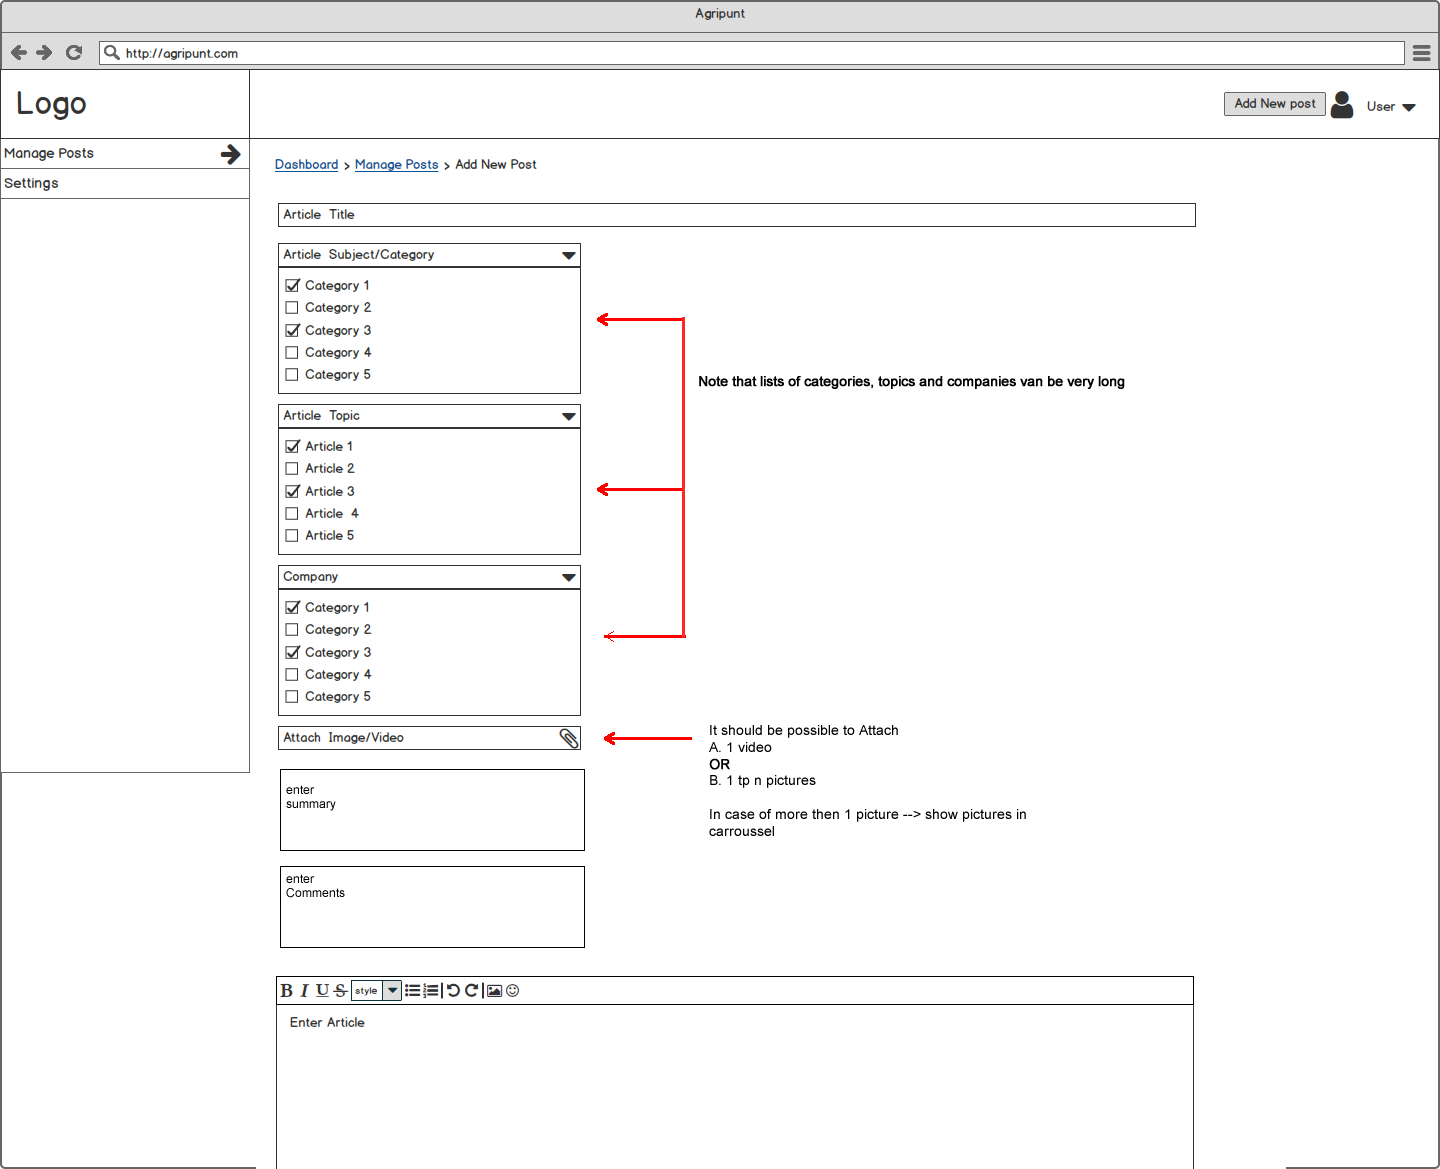 Agripunt
http://agripunt.com
Logo
Add New post
User
Manage Posts
Settings
Dashboard > Manage Posts > Add New Post
Article Title
Article Subject/Category
Category 1
Category 2
Category 3
Category 4
Category 5
Note that lists of categories, topics and companies van be very long
Article Topic
Article 1
Article 2
Article 3
Article 4
Article 5
Company
Category 1
Category 2
Category 3
Category 4
Category 5
Attach Image/Video
It should be possible to Attach
A. 1 video
OR
B. 1 tp n pictures
In case of more then 1 picture --> show pictures in
carroussel
enter
summary
enter
Comments
B I U S style
Enter Article